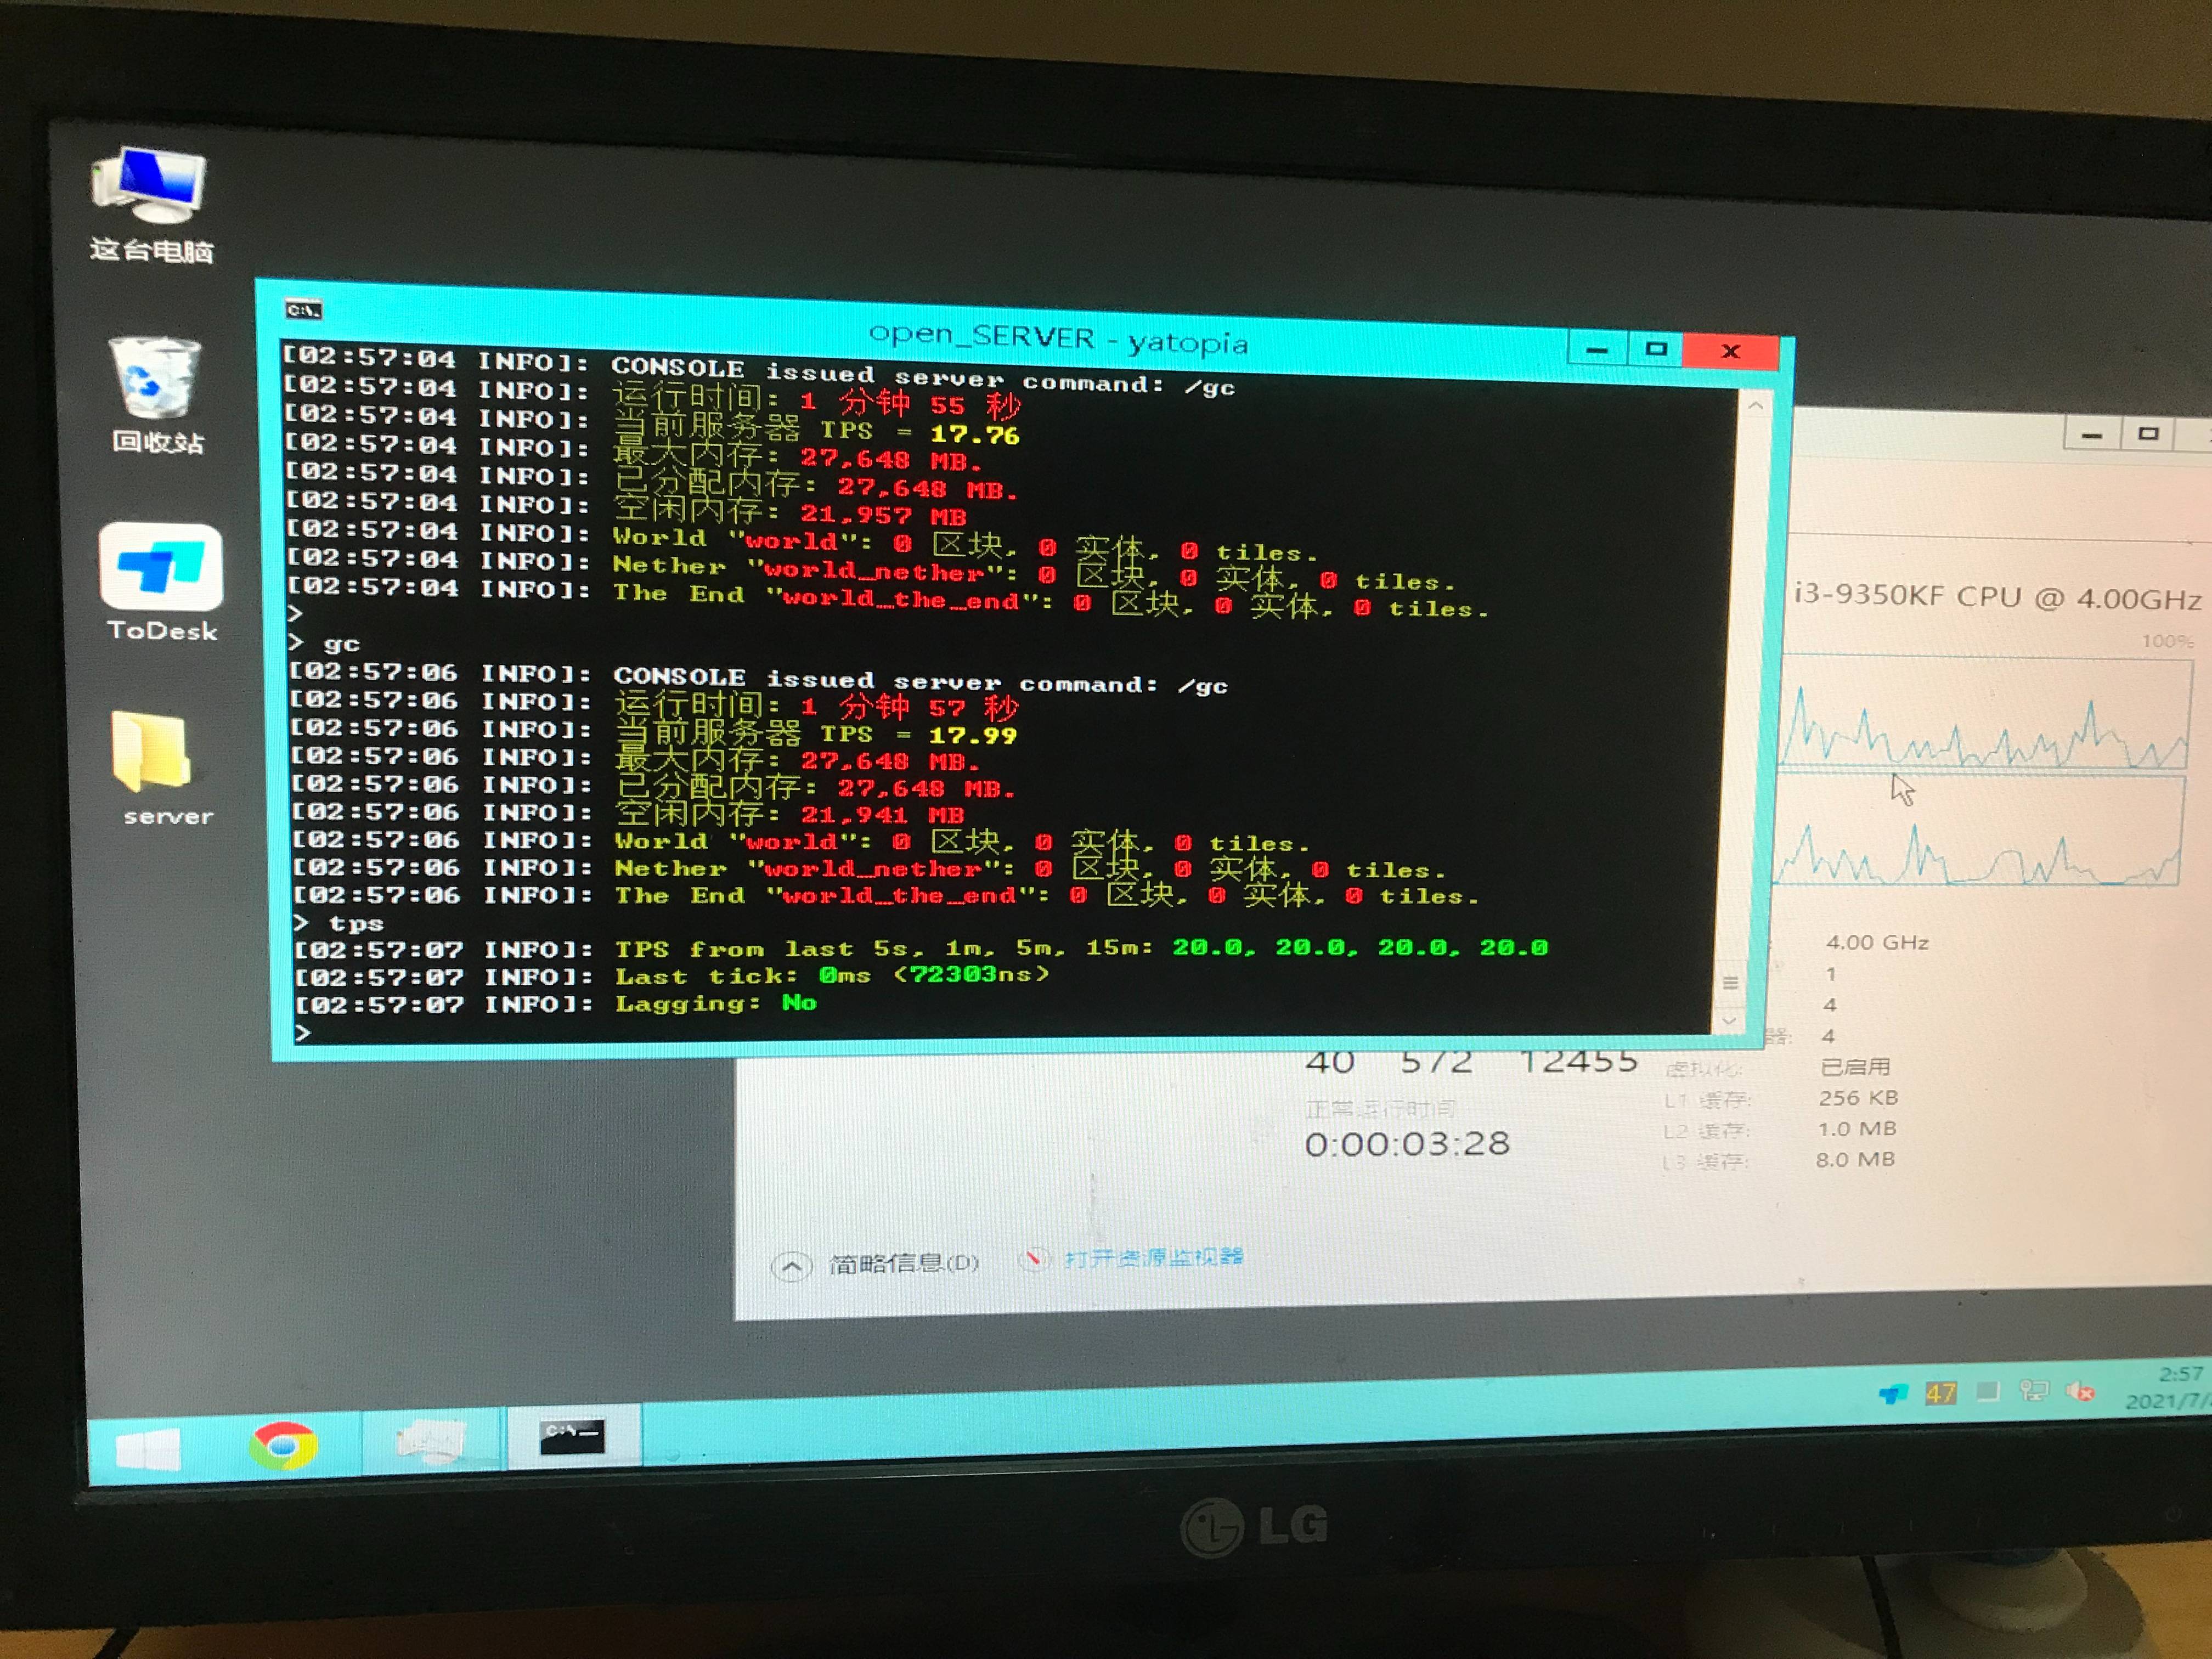 这台电脑
回收站
ToDesk
server
open_SERVER - yatopia
[02:57:04 INFO]: CONSOLE issued server command: /gc
[02:57:04 INFO]: 运行时间: 1 分钟 55 秒
[02:57:04 INFO]: 当前服务器 TPS = 17.76
[02:57:04 INFO]: 最大内存: 27,648 MB.
[02:57:04 INFO]: 已分配内存: 27,648 MB.
[02:57:04 INFO]: 空闲内存: 21,957 MB
[02:57:04 INFO]: World "world": 0 区块, 0 实体, 0 tiles.
[02:57:04 INFO]: Nether "world_nether": 0 区块, 0 实体, 0 tiles.
[02:57:04 INFO]: The End "world_the_end": 0 区块, 0 实体, 0 tiles.
>
> gc
[02:57:06 INFO]: CONSOLE issued server command: /gc
[02:57:06 INFO]: 运行时间: 1 分钟 57 秒
[02:57:06 INFO]: 当前服务器 TPS = 17.99
[02:57:06 INFO]: 最大内存: 27,648 MB.
[02:57:06 INFO]: 已分配内存: 27,648 MB.
[02:57:06 INFO]: 空闲内存: 21,941 MB
[02:57:06 INFO]: World "world": 0 区块, 0 实体, 0 tiles.
[02:57:06 INFO]: Nether "world_nether": 0 区块, 0 实体, 0 tiles.
[02:57:06 INFO]: The End "world_the_end": 0 区块, 0 实体, 0 tiles.
> tps
[02:57:07 INFO]: TPS from last 5s, 1m, 5m, 15m: 20.0, 20.0, 20.0, 20.0
[02:57:07 INFO]: Last tick: 0ms (72303ns)
[02:57:07 INFO]: Lagging: No
>
i3-9350KF CPU @ 4.00GHz
100%
4.00 GHz
1
4
器: 4
虚拟化: 已启用
L1 缓存: 256 KB
L2 缓存: 1.0 MB
L3 缓存: 8.0 MB
40 572 12455
正常运行时间
0:00:03:28
简略信息(D)
打开资源监视器
47
2:57
2021/7/
LG